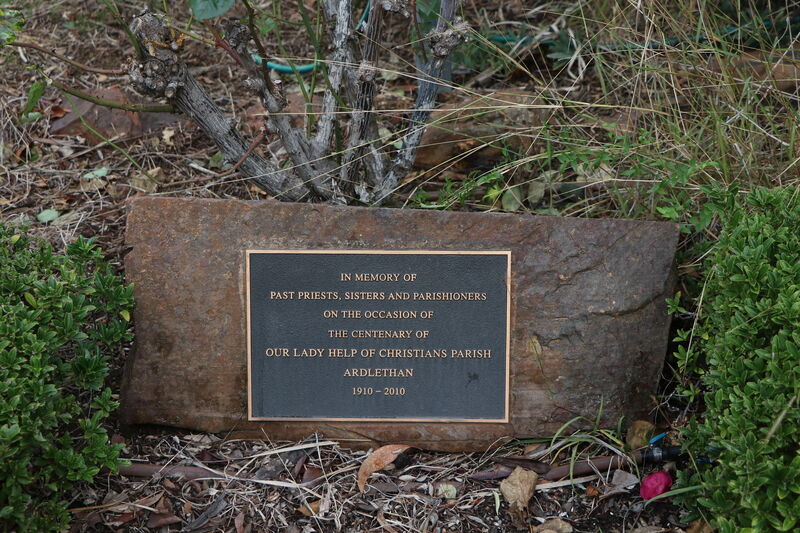 IN MEMORY OF
PAST PRIESTS, SISTERS AND PARISHIONERS
ON THE OCCASION OF
THE CENTENARY OF
OUR LADY HELP OF CHRISTIANS PARISH
ARDLETHAN
1910 – 2010